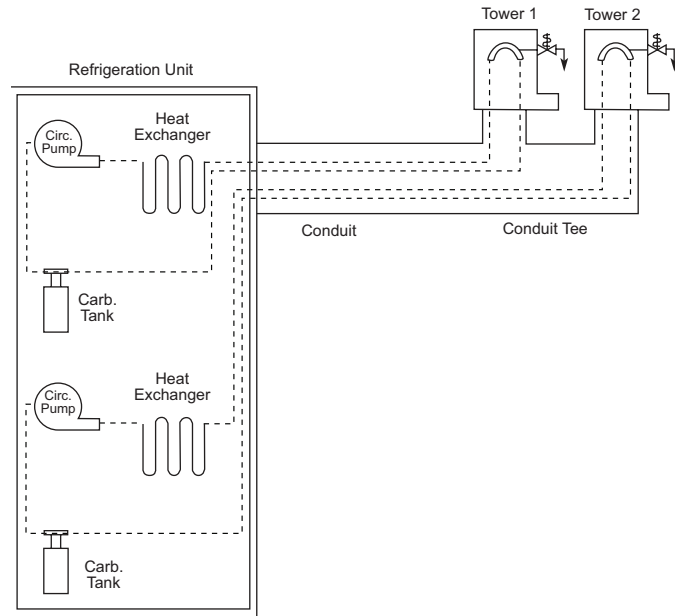 Tower 1
Tower 2
Refrigeration Unit
Circ.
Pump
Heat
Exchanger
Conduit
Conduit Tee
Carb.
Tank
Circ.
Pump
Heat
Exchanger
Carb.
Tank